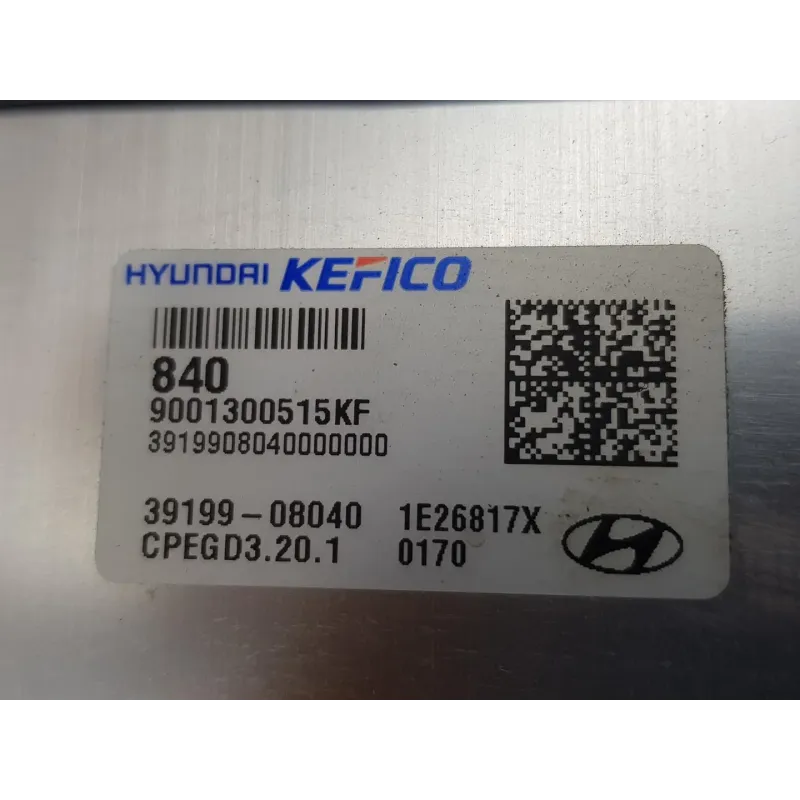 HYUNDAI KEFICO
840
9001300515KF
3919908040000000
39199-08040 1E26817X
CPEGD3.20.1 0170